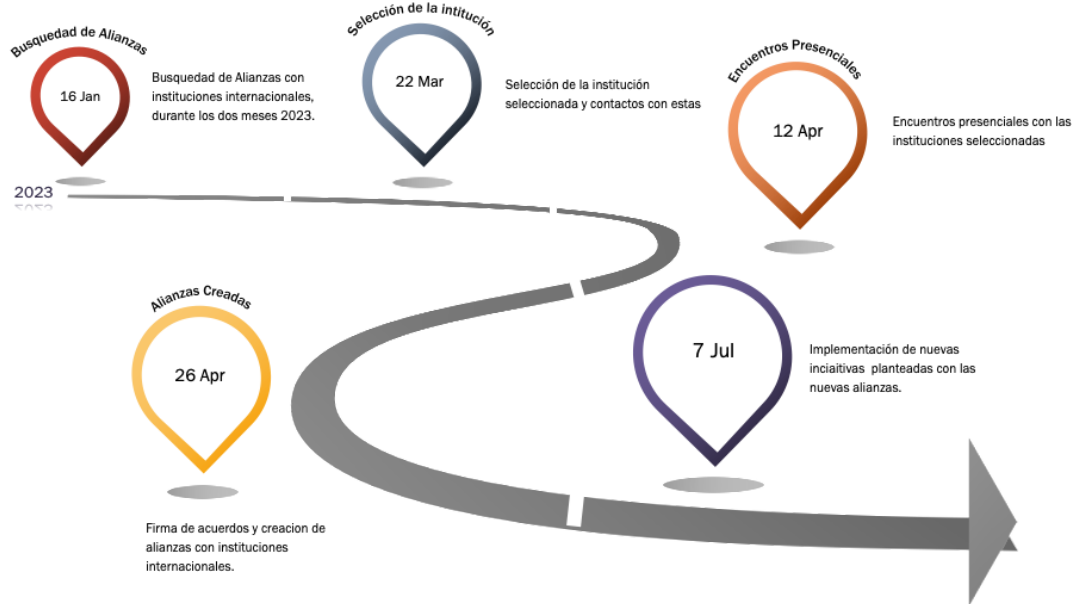 Busquedad de Alianzas
16 Jan
Busquedad de Alianzas con
instituciones internacionales,
durante los dos meses 2023.
Selección de la intitución
22 Mar
Selección de la institución
seleccionada y contactos con estas
Encuentros Presenciales
12 Apr
Encuentros presenciales con las
instituciones seleccionadas
2023
Alianzas Creadas
26 Apr
Firma de acuerdos y creacion de
alianzas con instituciones
internacionales.
7 Jul
Implementación de nuevas
inciaitivas planteadas con las
nuevas alianzas.